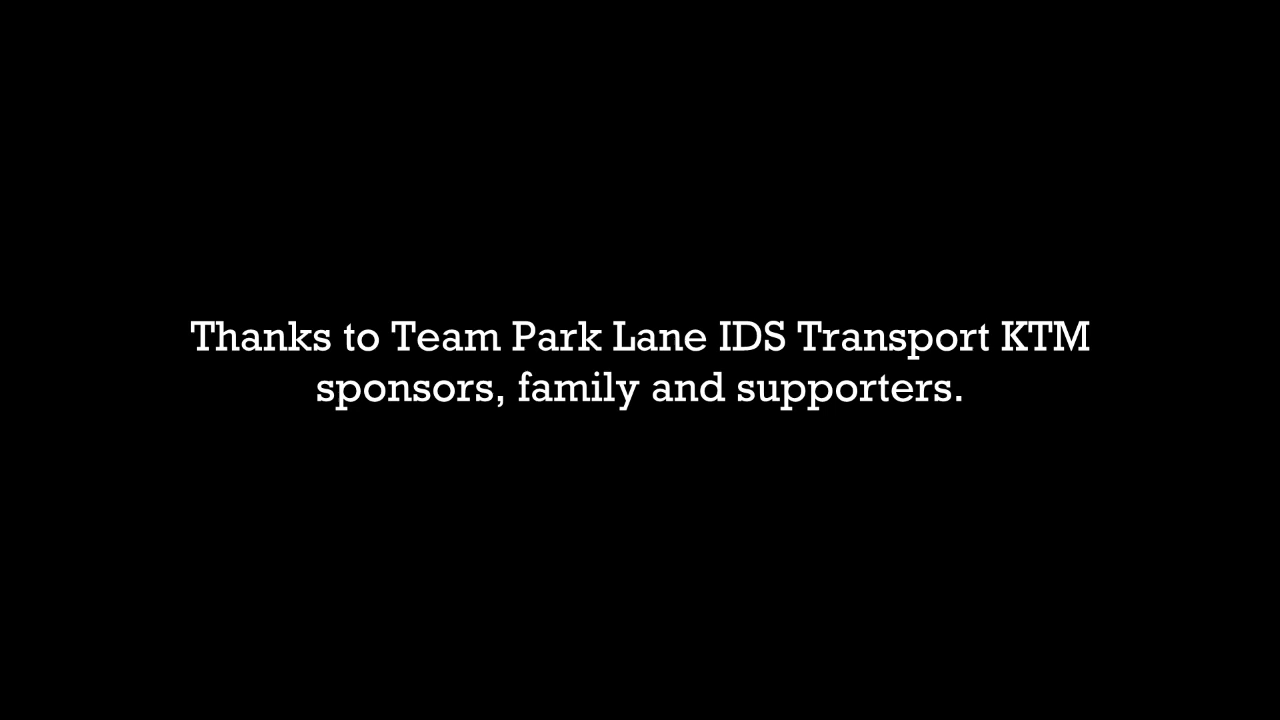 Thanks to Team Park Lane IDS Transport KTM
sponsors, family and supporters.